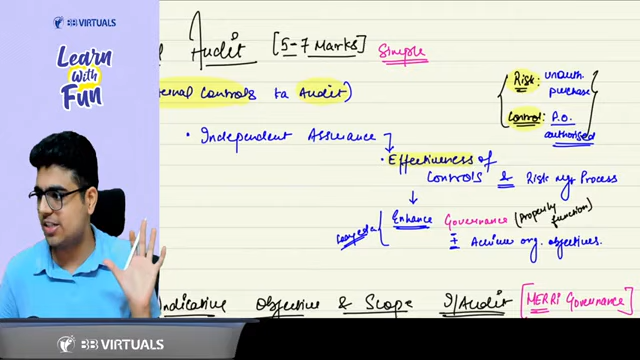 BB VIRTUALS
Learn
With
Fun
Audit [5-7 Marks] Simple
ernal Controls ka Audit)
Risk: unauth
purchase
Control: P.O.
authorised
• Independent Assurance
• Effectiveness of
Controls & Risk mgt Process
Enhance Governance (Properly function)
& Achieve org. objectives.
Indicative Objective & Scope I/Audit [MERRI Governance]
BB VIRTUALS